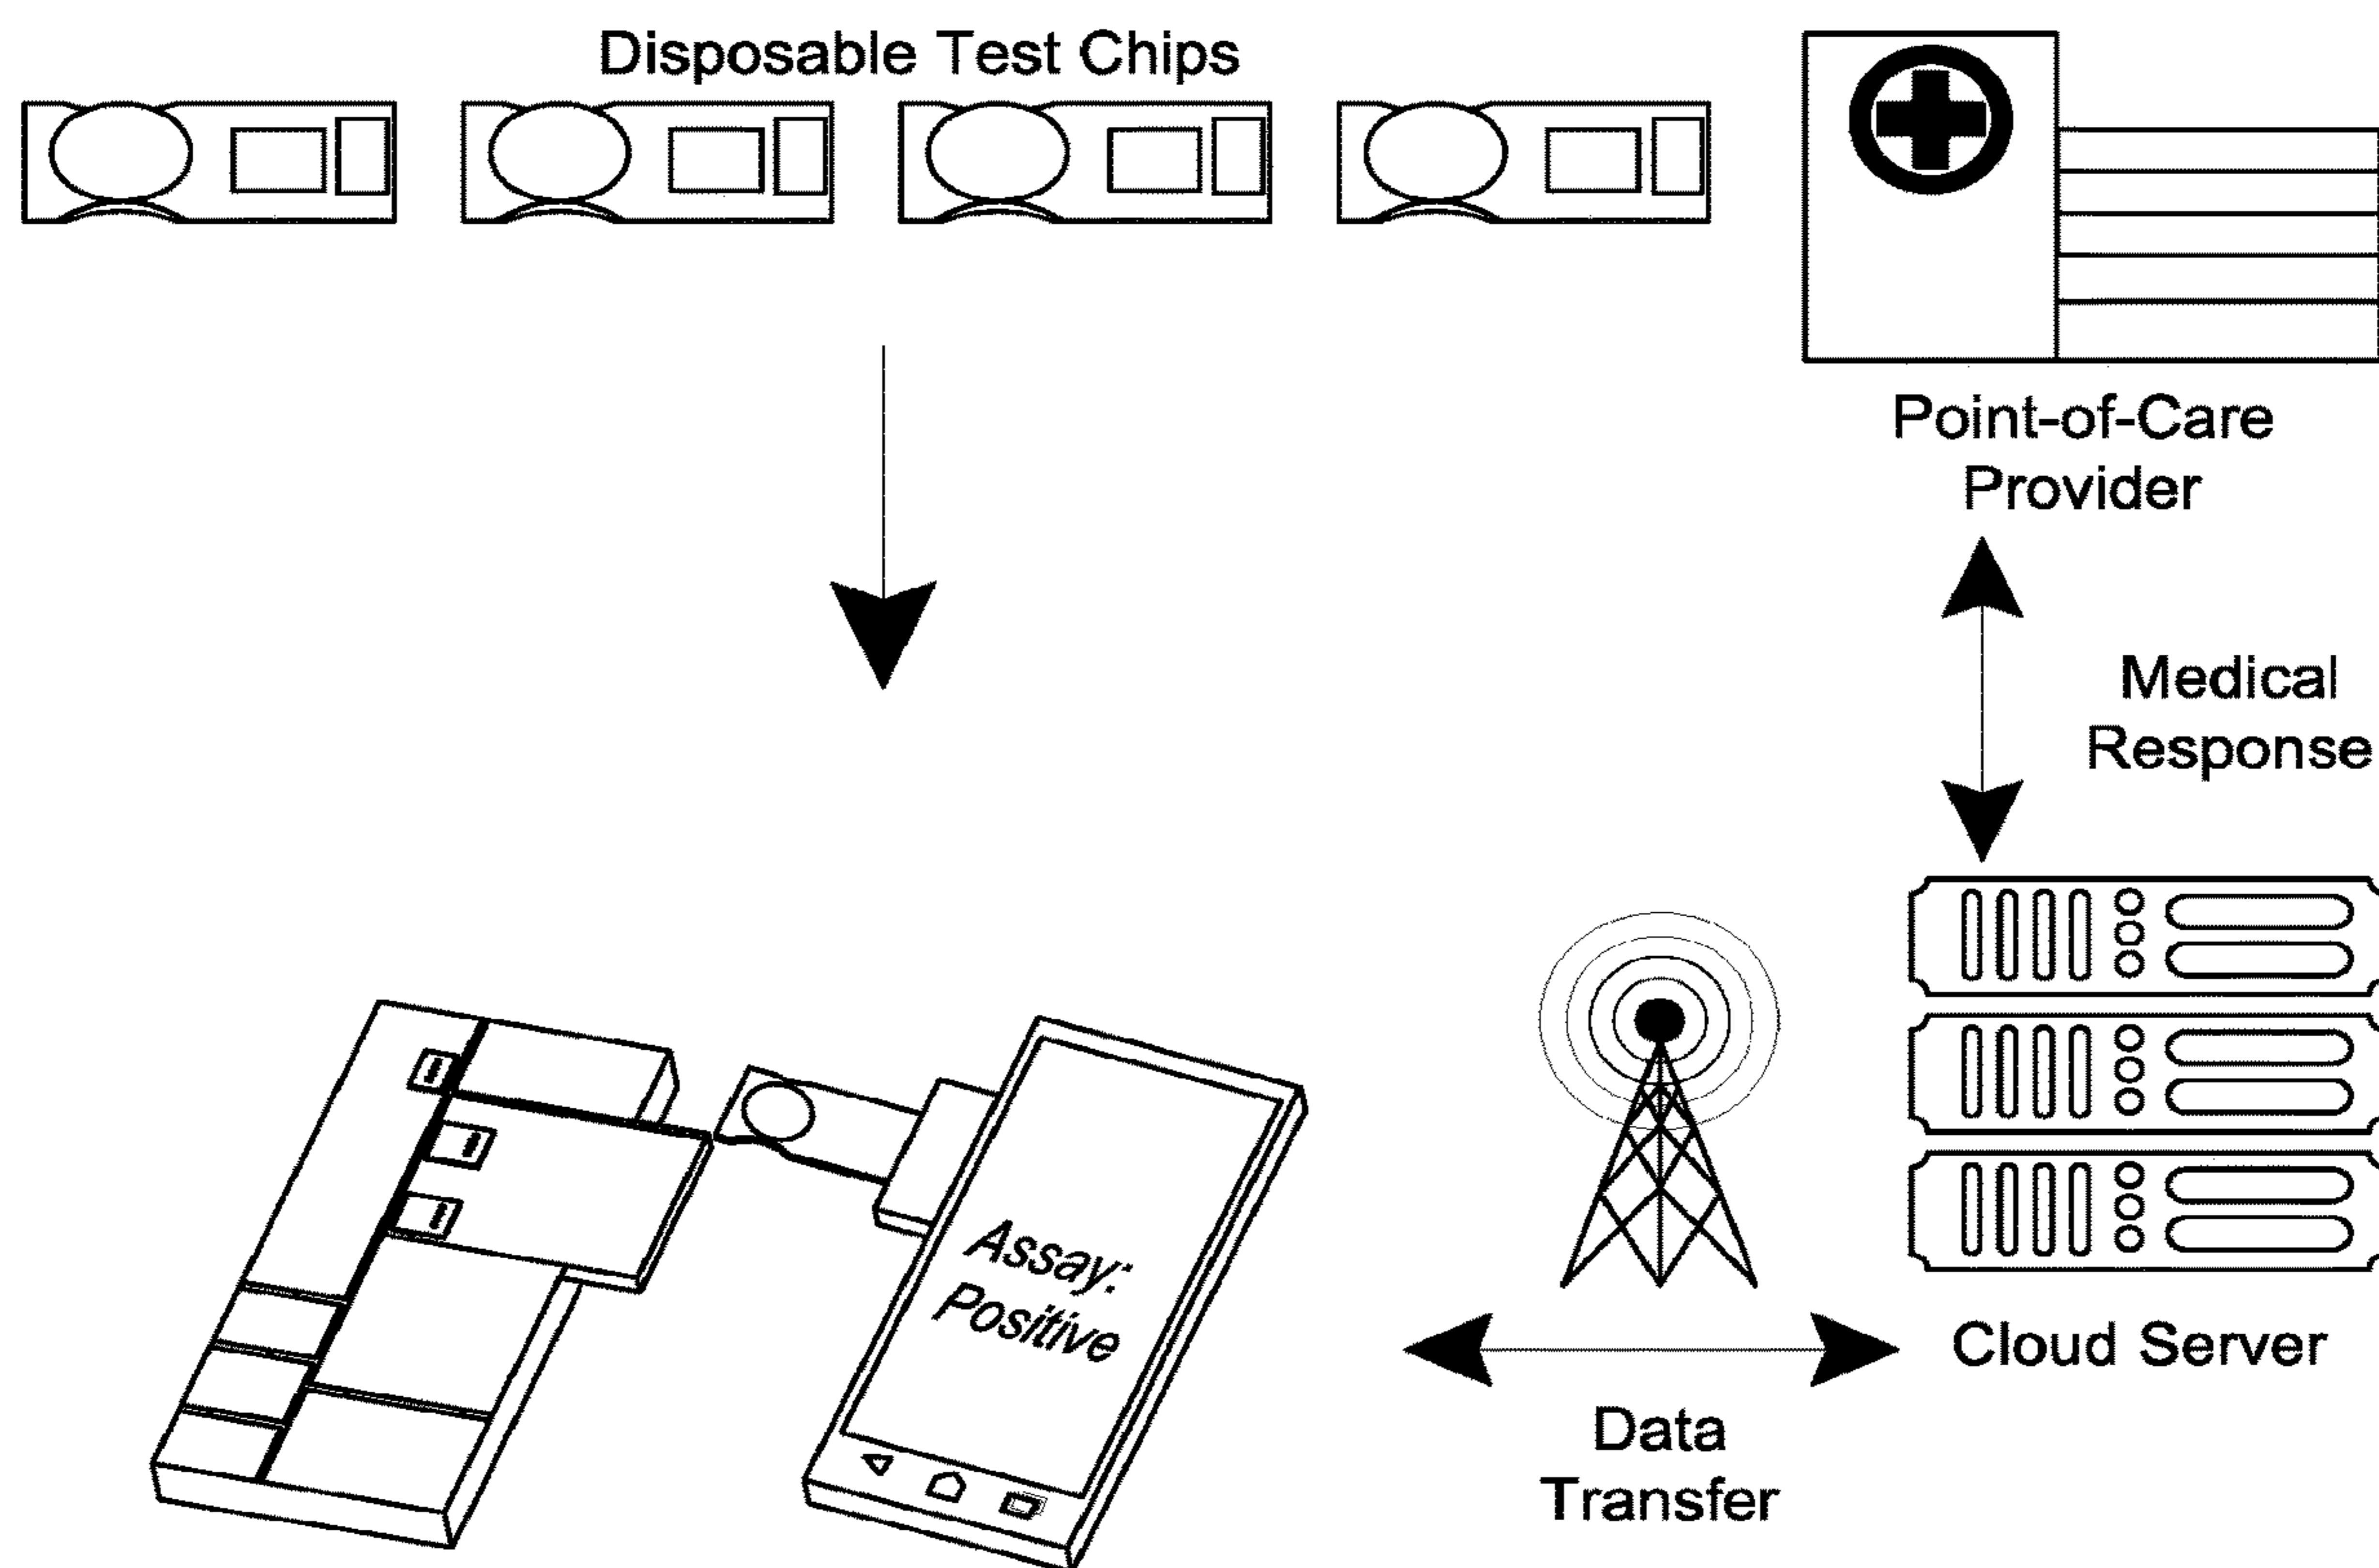 Disposable Test Chips
Point-of-Care
Provider
Medical
Response
Assay:
Positive
Cloud Server
Data
Transfer